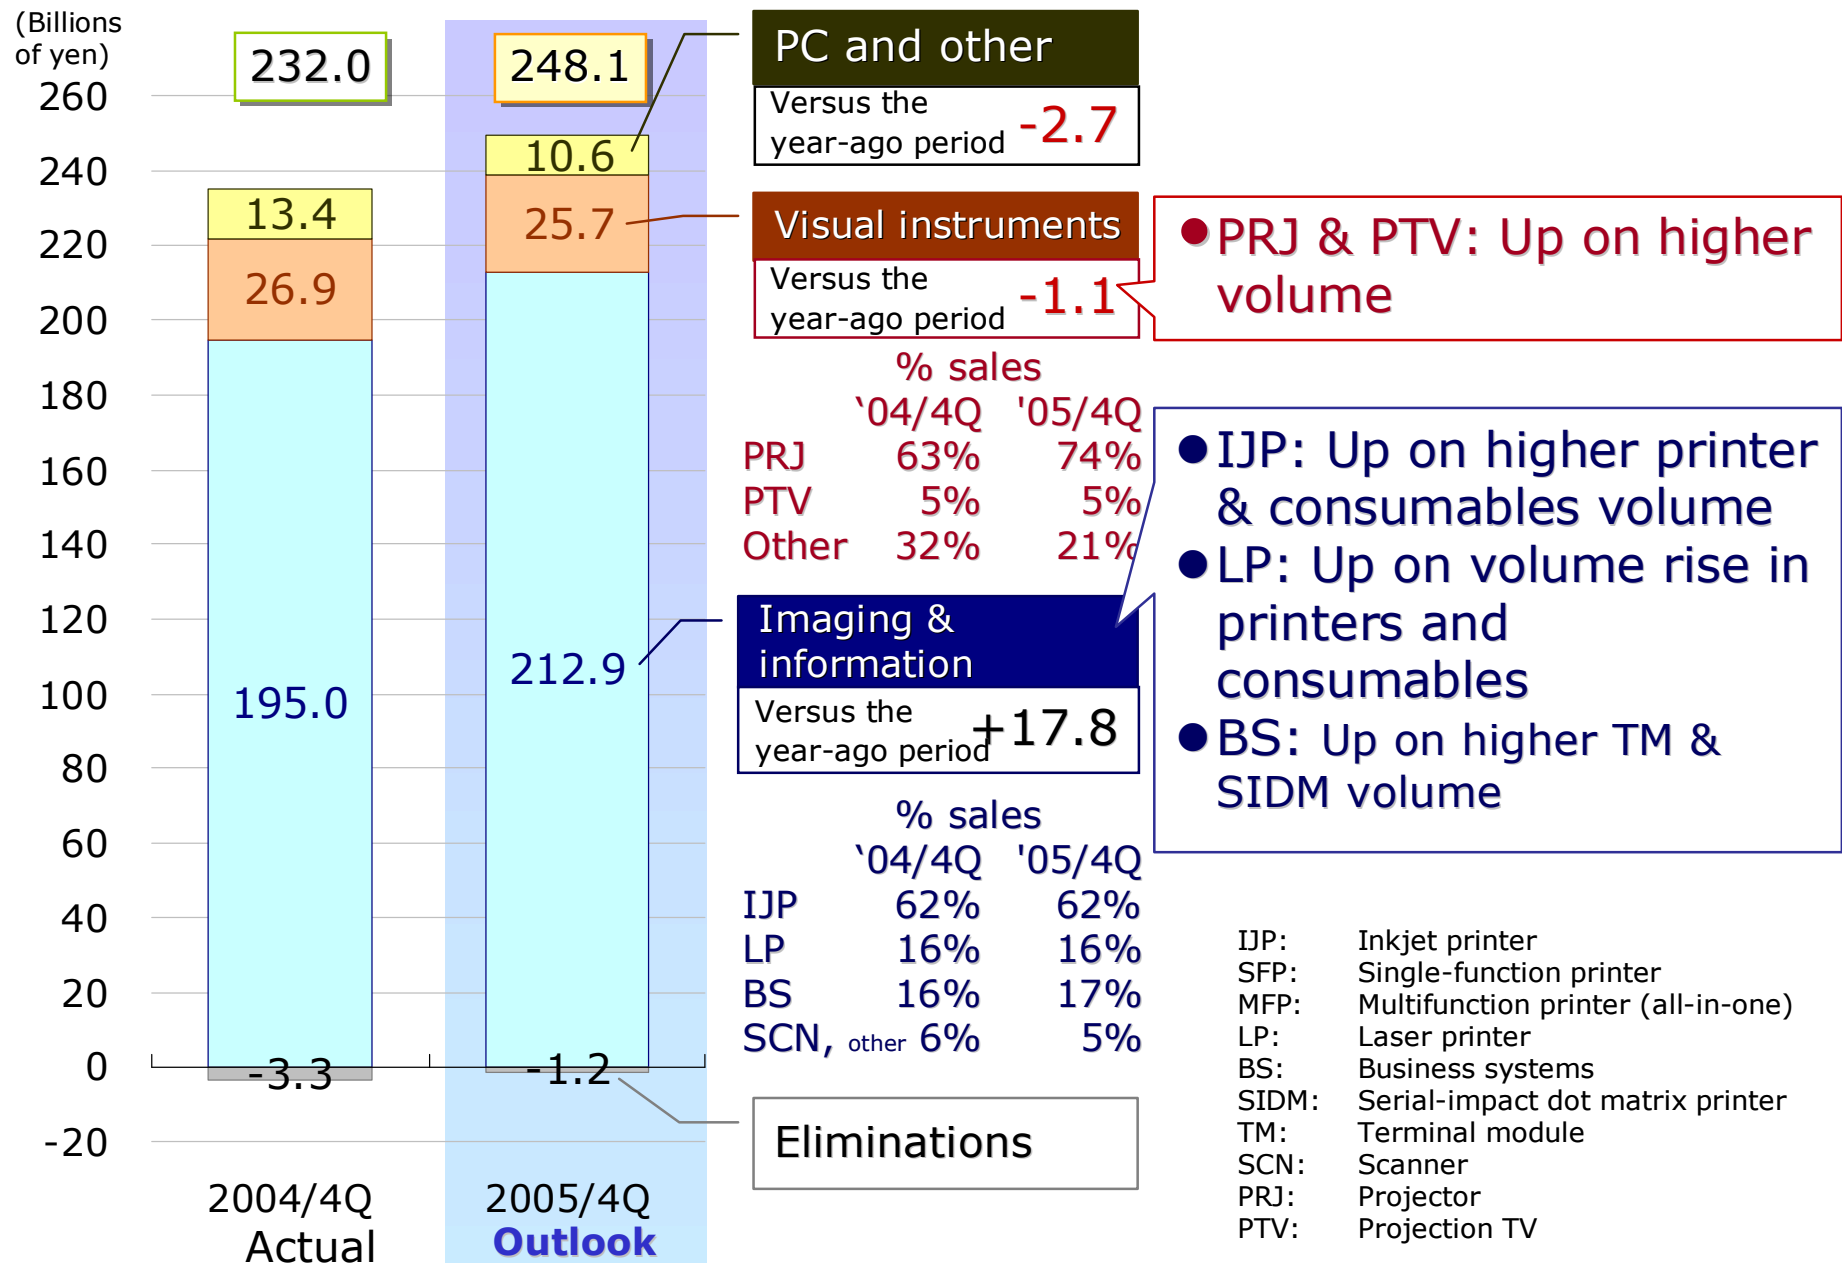 (Billions
of yen)
260
240
220
200
180
160
140
120
100
80
60
40
20
0
-20
232.0
13.4
26.9
195.0
-3.3
2004/4Q
Actual
248.1
10.6
25.7
212.9
-1.2
2005/4Q
Outlook
PC and other
Versus the
year-ago period -2.7
Visual instruments
Versus the
year-ago period -1.1
●PRJ & PTV: Up on higher
volume
% sales
‘04/4Q '05/4Q
PRJ 63% 74%
PTV 5% 5%
Other 32% 21%
Imaging &
information
Versus the
year-ago period +17.8
●IJP: Up on higher printer
& consumables volume
●LP: Up on volume rise in
printers and
consumables
●BS: Up on higher TM &
SIDM volume
% sales
‘04/4Q '05/4Q
IJP 62% 62%
LP 16% 16%
BS 16% 17%
SCN, other 6% 5%
Eliminations
IJP: Inkjet printer
SFP: Single-function printer
MFP: Multifunction printer (all-in-one)
LP: Laser printer
BS: Business systems
SIDM: Serial-impact dot matrix printer
TM: Terminal module
SCN: Scanner
PRJ: Projector
PTV: Projection TV